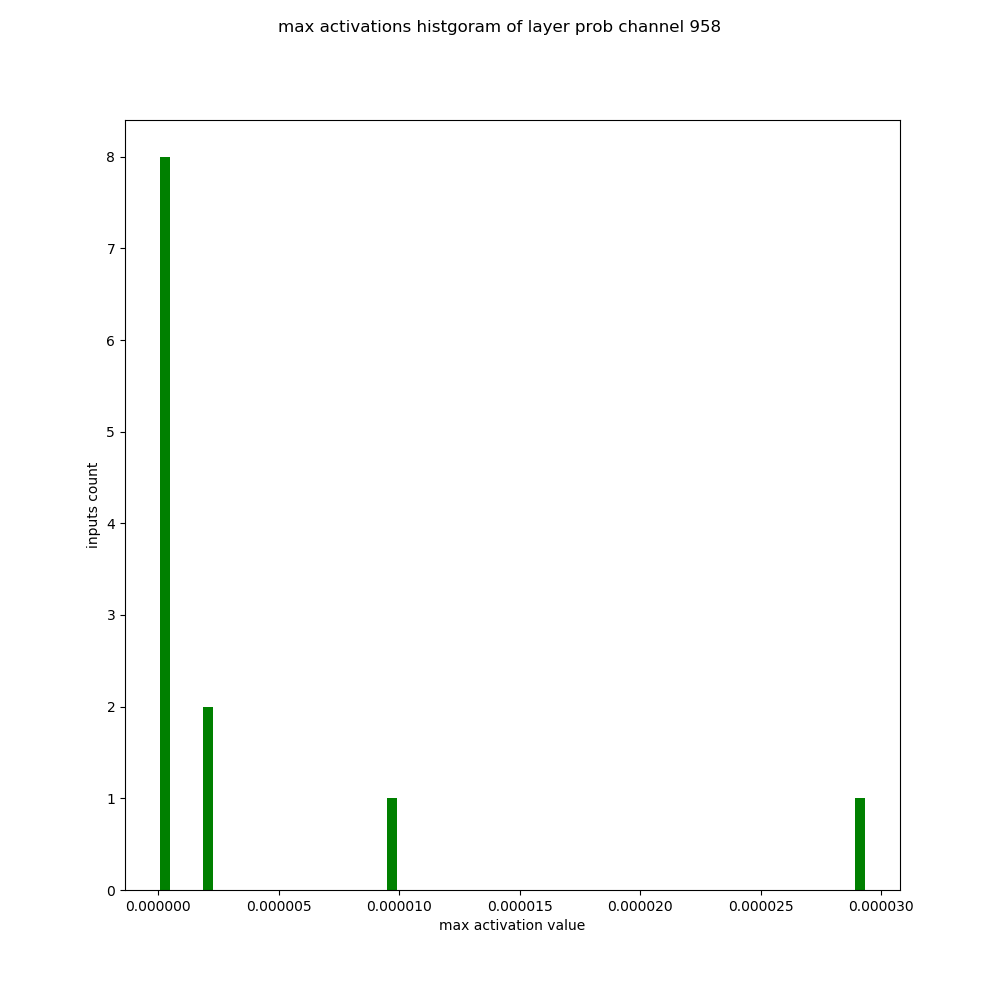 max activations histgoram of layer prob channel 958
8
7
6
5
4
3
2
1
0
inputs count
0.000000 0.000005 0.000010 0.000015 0.000020 0.000025 0.000030
max activation value